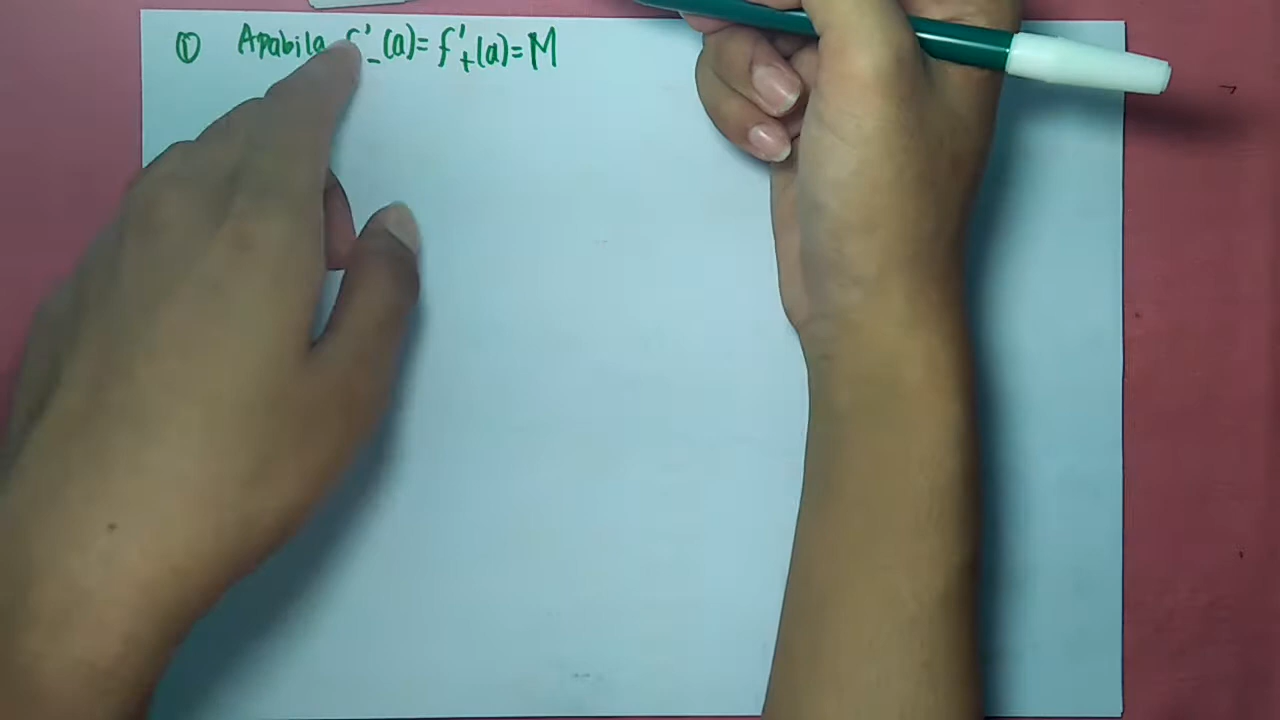 ① Apabila f'₋(a) = f'₊(a) = M